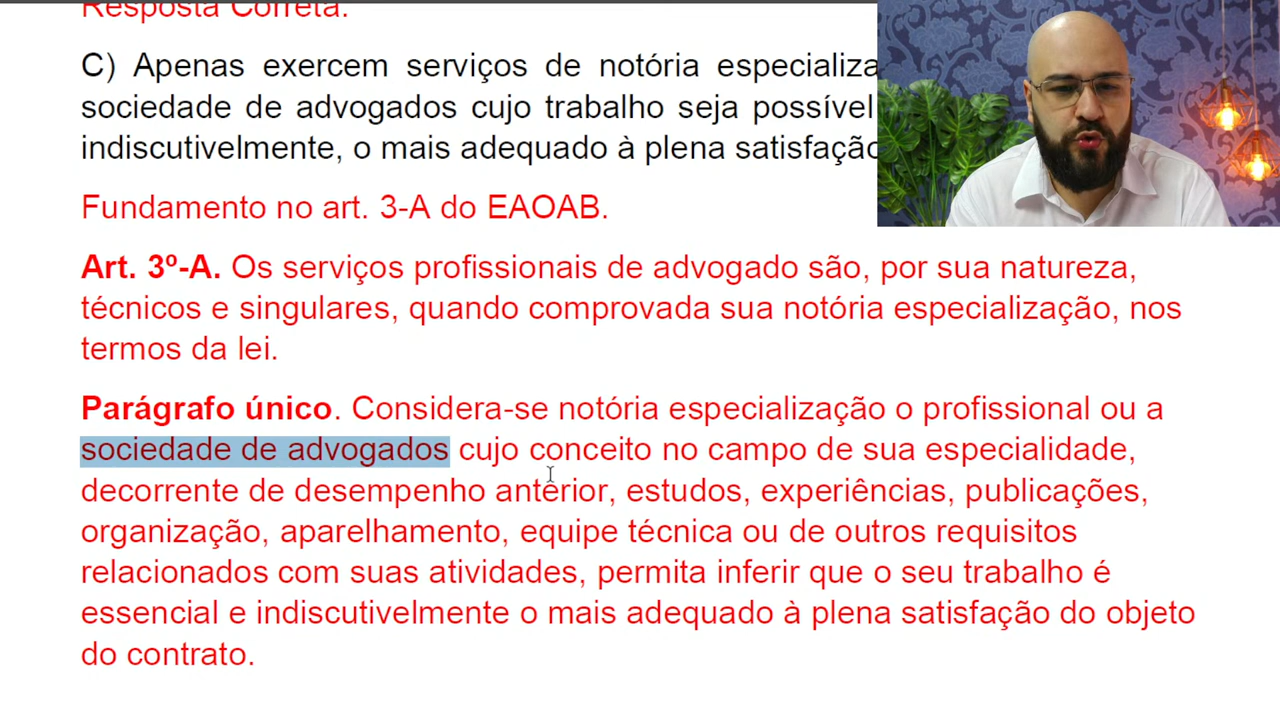 Resposta Correta.
C) Apenas exercem serviços de notória especializa
sociedade de advogados cujo trabalho seja possível
indiscutivelmente, o mais adequado à plena satisfação
Fundamento no art. 3-A do EAOAB.
Art. 3º-A. Os serviços profissionais de advogado são, por sua natureza,
técnicos e singulares, quando comprovada sua notória especialização, nos
termos da lei.
Parágrafo único. Considera-se notória especialização o profissional ou a
sociedade de advogados cujo conceito no campo de sua especialidade,
decorrente de desempenho anterior, estudos, experiências, publicações,
organização, aparelhamento, equipe técnica ou de outros requisitos
relacionados com suas atividades, permita inferir que o seu trabalho é
essencial e indiscutivelmente o mais adequado à plena satisfação do objeto
do contrato.